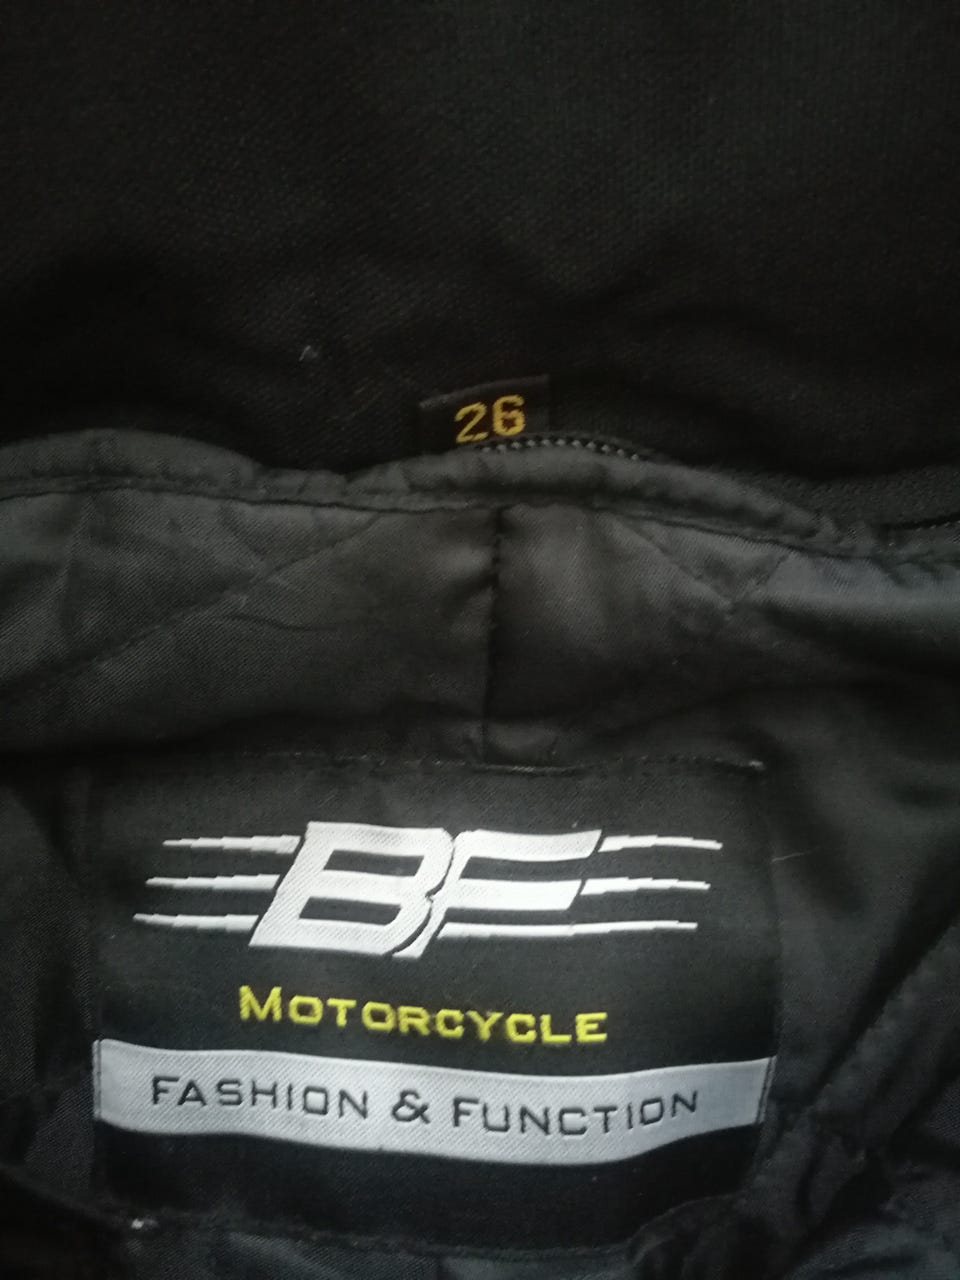 26
BF
MOTORCYCLE
FASHION & FUNCTION